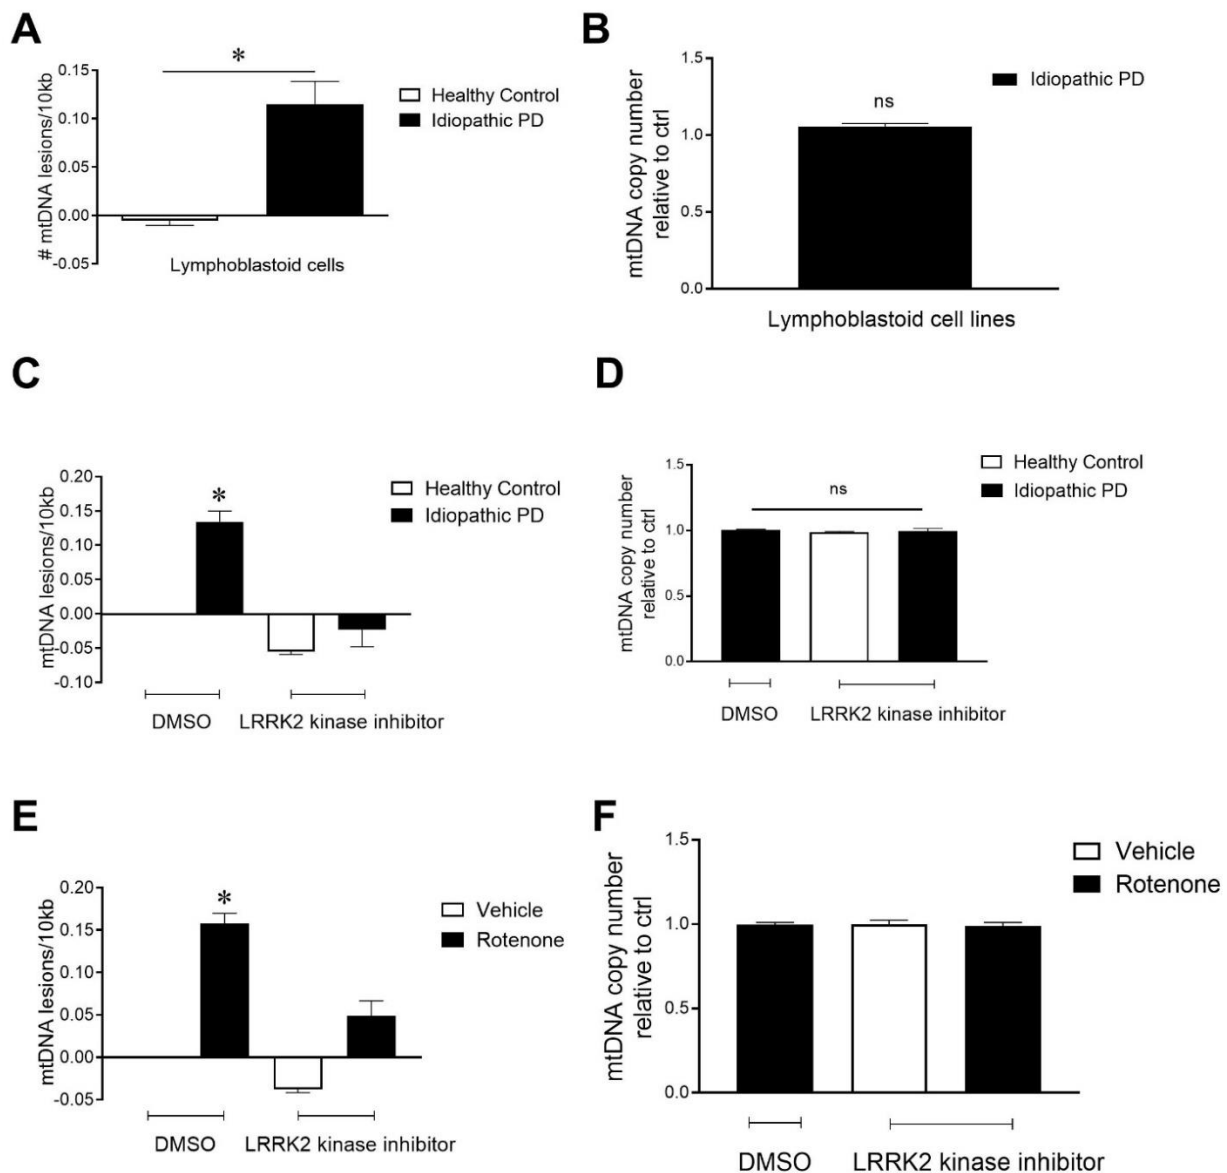 A
*
0.15
0.10
0.05
0.00
-0.05
# mtDNA lesions/10kb
Healthy Control
Idiopathic PD
Lymphoblastoid cells
B
1.5
1.0
0.5
0.0
mtDNA copy number
relative to ctrl
ns
Idiopathic PD
Lymphoblastoid cell lines
C
0.20
0.15
0.10
0.05
0.00
-0.05
-0.10
mtDNA lesions/10kb
*
Healthy Control
Idiopathic PD
DMSO LRRK2 kinase inhibitor
D
1.5
1.0
0.5
0.0
mtDNA copy number
relative to ctrl
ns
Healthy Control
Idiopathic PD
DMSO LRRK2 kinase inhibitor
E
0.20
0.15
0.10
0.05
0.00
-0.05
mtDNA lesions/10kb
*
Vehicle
Rotenone
DMSO LRRK2 kinase inhibitor
F
1.5
1.0
0.5
0.0
mtDNA copy number
relative to ctrl
Vehicle
Rotenone
DMSO LRRK2 kinase inhibitor